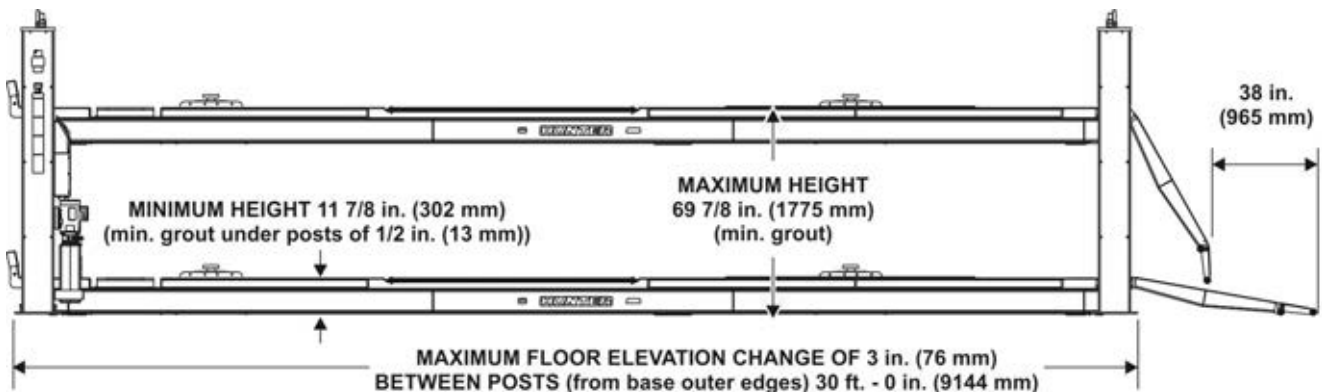 38 in.
(965 mm)
HUNTER
MAXIMUM HEIGHT
69 7/8 in. (1775 mm)
(min. grout)
MINIMUM HEIGHT 11 7/8 in. (302 mm)
(min. grout under posts of 1/2 in. (13 mm))
HUNTER
MAXIMUM FLOOR ELEVATION CHANGE OF 3 in. (76 mm)
BETWEEN POSTS (from base outer edges) 30 ft. - 0 in. (9144 mm)